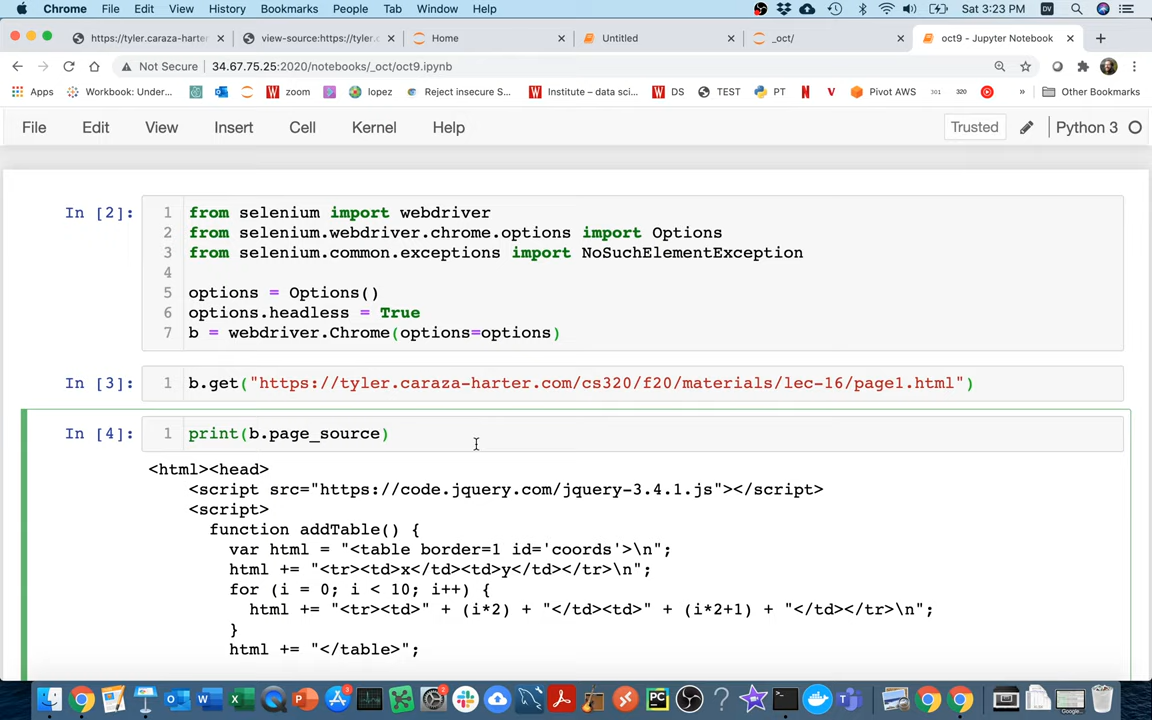 Chrome File Edit View History Bookmarks People Tab Window Help Sat 3:23 PM DV
https://tyler.caraza-harter × view-source:https://tyler.c × Home × Untitled × _oct/ × oct9 - Jupyter Notebook × +
Not Secure 34.67.75.25:2020/notebooks/_oct/oct9.ipynb
Apps Workbook: Under... zoom lopez Reject insecure S... Institute – data sci... DS TEST PT Pivot AWS 301 320 » Other Bookmarks
File Edit View Insert Cell Kernel Help Trusted Python 3
In [2]: 1 from selenium import webdriver
2 from selenium.webdriver.chrome.options import Options
3 from selenium.common.exceptions import NoSuchElementException
4
5 options = Options()
6 options.headless = True
7 b = webdriver.Chrome(options=options)
In [3]: 1 b.get("https://tyler.caraza-harter.com/cs320/f20/materials/lec-16/page1.html")
In [4]: 1 print(b.page_source)
<html><head>
<script src="https://code.jquery.com/jquery-3.4.1.js"></script>
<script>
function addTable() {
var html = "<table border=1 id='coords'>\n";
html += "<tr><td>x</td><td>y</td></tr>\n";
for (i = 0; i < 10; i++) {
html += "<tr><td>" + (i*2) + "</td><td>" + (i*2+1) + "</td></tr>\n";
}
html += "</table>";